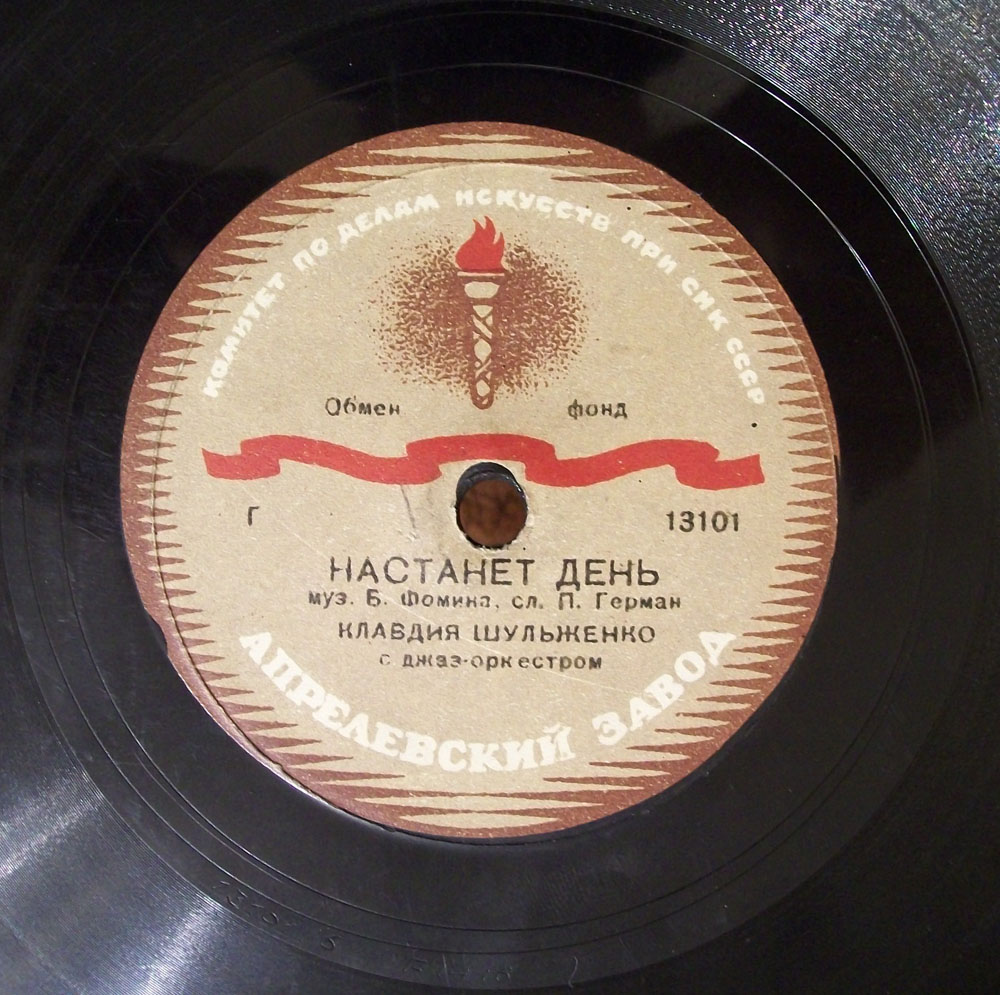 КОМИТЕТ ПО ДЕЛАМ ИСКУССТВ ПРИ СНК СССР
Обмен фонд
Г 13101
НАСТАНЕТ ДЕНЬ
муз. Б. Фомина, сл. П. Герман
КЛАВДИЯ ШУЛЬЖЕНКО
с джаз-оркестром
АПРЕЛЕВСКИЙ ЗАВОД